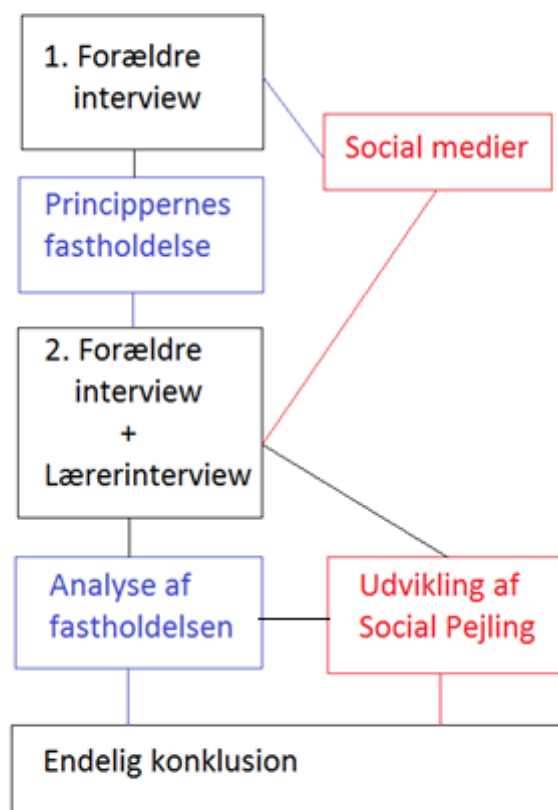 1. Forældre
interview
Social medier
Princippernes
fastholdelse
2. Forældre
interview
+
Lærerinterview
Analyse af
fastholdelsen
Udvikling af
Social Pejling
Endelig konklusion